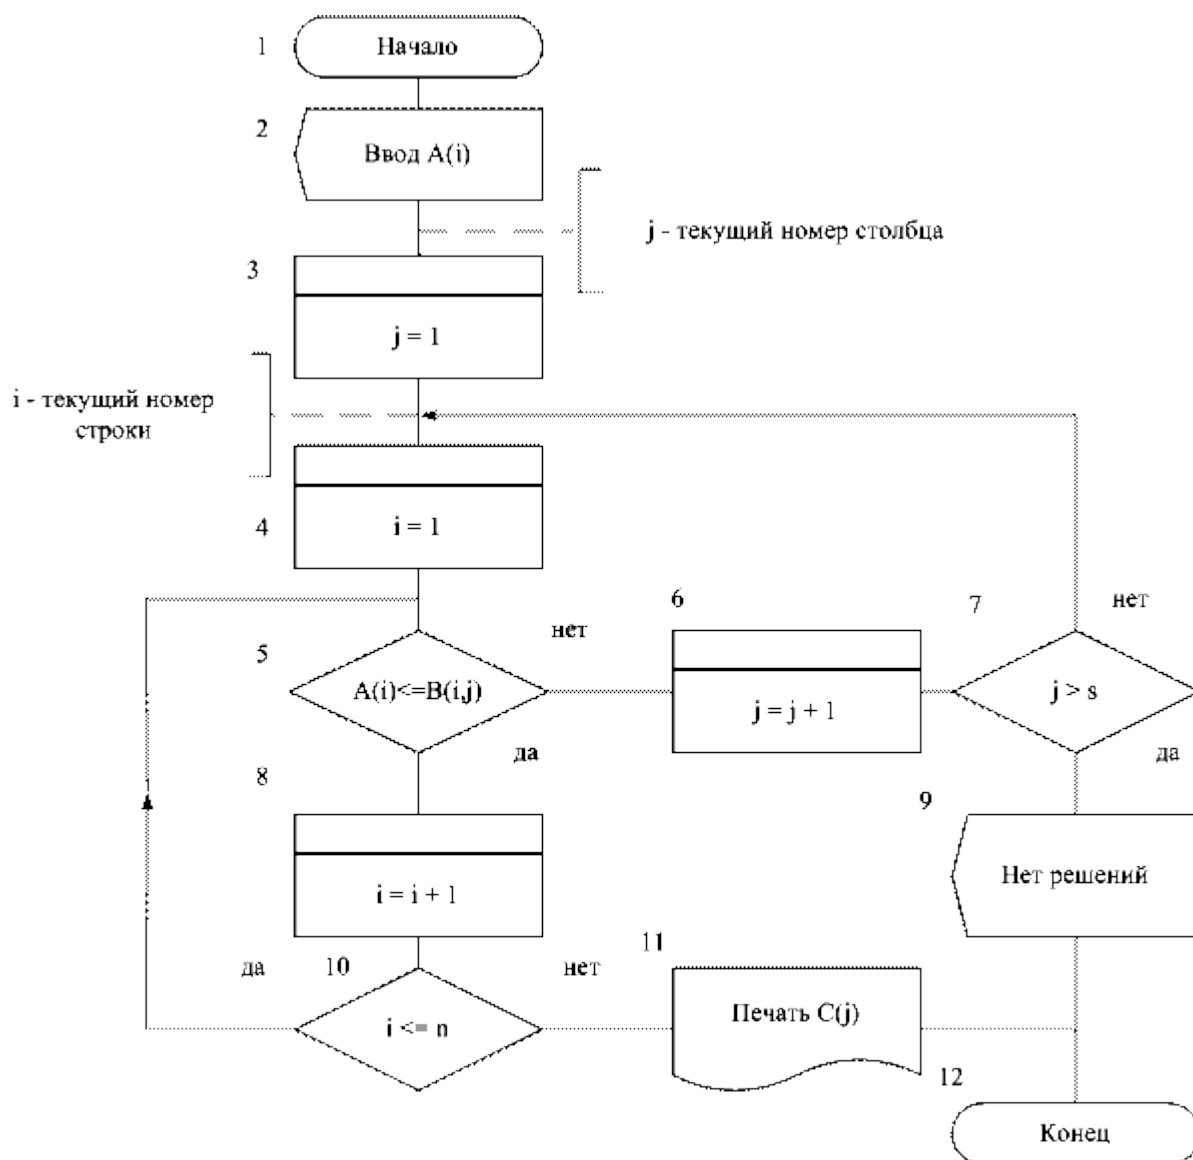 1
Начало
2
Ввод A(i)
j - текущий номер столбца
3
j = 1
i - текущий номер
строки
4
i = 1
5
A(i)<=B(i,j)
нет
да
6
j = j + 1
7
нет
j > s
да
8
i = i + 1
9
Нет решений
да
10
нет
i <= n
11
Печать C(j)
12
Конец